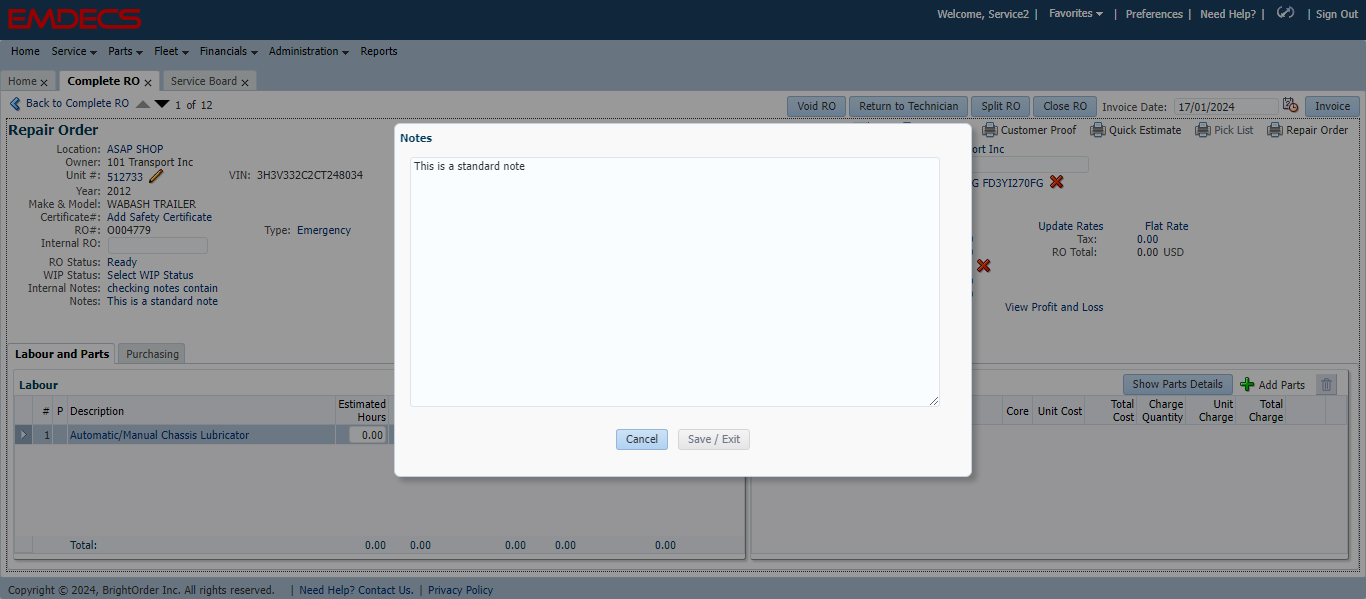 EMDECS
Welcome, Service2 | Favorites | Preferences | Need Help? | | Sign Out
Home Service Parts Fleet Financials Administration Reports
Home x Complete RO x Service Board x
Back to Complete RO 1 of 12 Void RO Return to Technician Split RO Close RO Invoice Date: 17/01/2024 Invoice
Repair Order Customer Proof Quick Estimate Pick List Repair Order
Location: ASAP SHOP
Owner: 101 Transport Inc
Unit #: 512733 VIN: 3H3V332C2CT248034
Year: 2012
Make & Model: WABASH TRAILER
Certificate#: Add Safety Certificate
RO#: O004779 Type: Emergency
Internal RO:
RO Status: Ready
WIP Status: Select WIP Status
Internal Notes: checking notes contain
Notes: This is a standard note
ort Inc
G FD3YI270FG
Update Rates Flat Rate
Tax: 0.00
RO Total: 0.00 USD
View Profit and Loss
Notes
This is a standard note
Cancel Save / Exit
Labour and Parts Purchasing
Labour
# P Description Estimated Hours
1 Automatic/Manual Chassis Lubricator 0.00
Total: 0.00 0.00 0.00 0.00 0.00
Show Parts Details Add Parts
Core Unit Cost Total Cost Charge Quantity Unit Charge Total Charge
Copyright © 2024, BrightOrder Inc. All rights reserved. | Need Help? Contact Us. | Privacy Policy